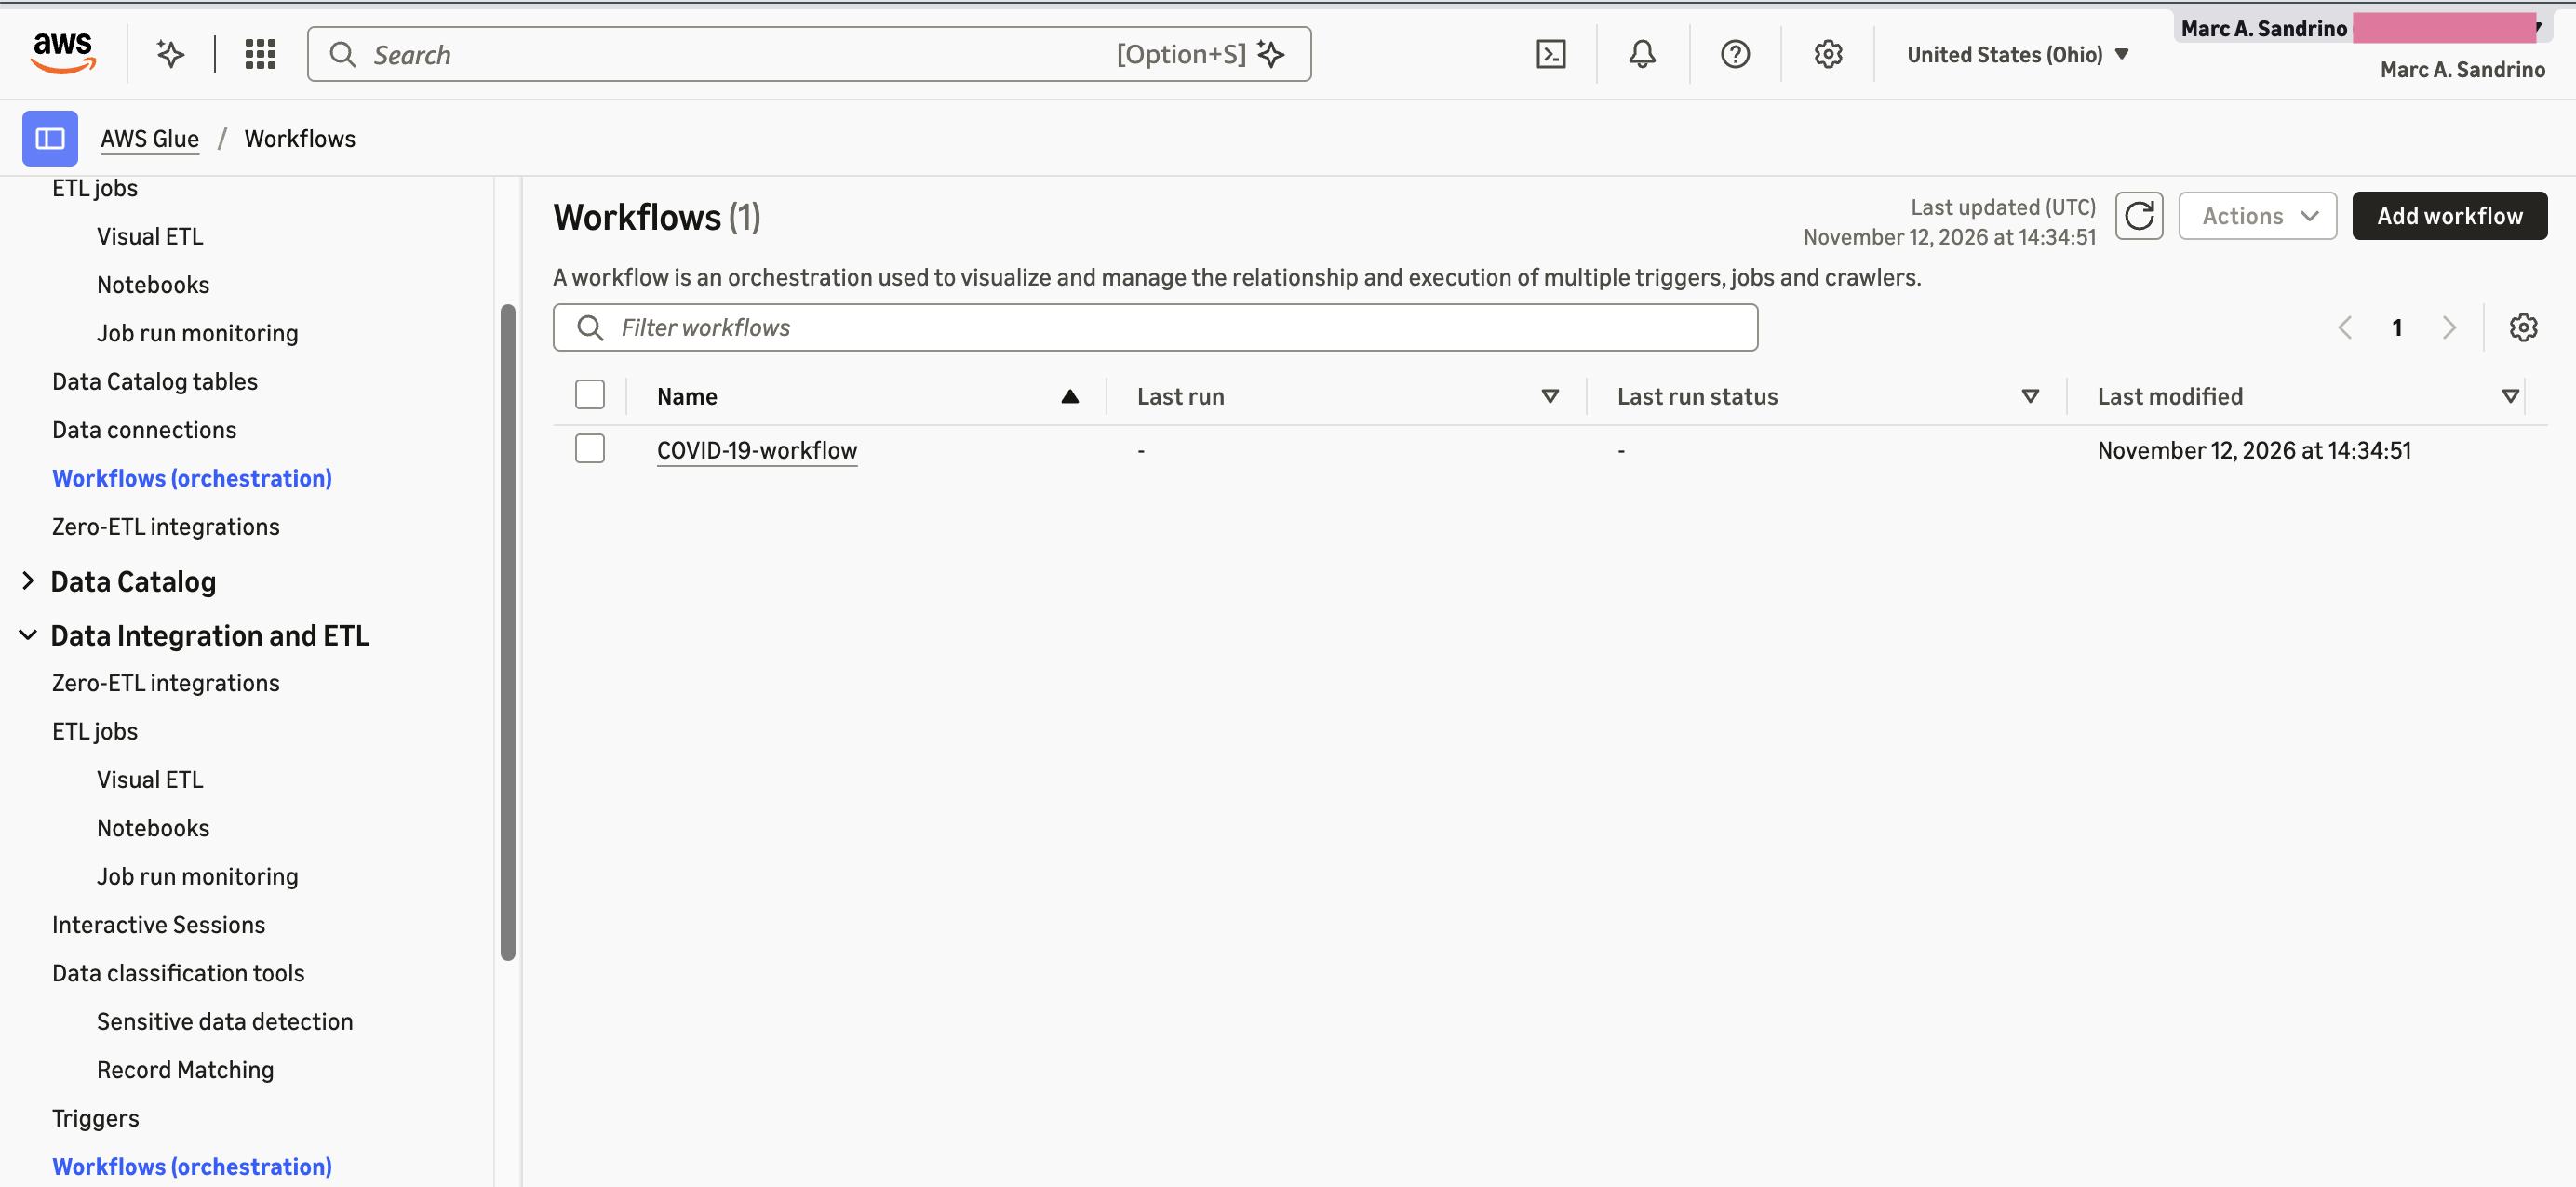 Marc A. Sandrino
aws
Search [Option+S]
United States (Ohio)
Marc A. Sandrino
AWS Glue / Workflows
ETL jobs
Visual ETL
Notebooks
Job run monitoring
Data Catalog tables
Data connections
Workflows (orchestration)
Zero-ETL integrations
Data Catalog
Data Integration and ETL
Zero-ETL integrations
ETL jobs
Visual ETL
Notebooks
Job run monitoring
Interactive Sessions
Data classification tools
Sensitive data detection
Record Matching
Triggers
Workflows (orchestration)
Workflows (1)
Last updated (UTC)
November 12, 2026 at 14:34:51
Actions
Add workflow
A workflow is an orchestration used to visualize and manage the relationship and execution of multiple triggers, jobs and crawlers.
Filter workflows
1
Name Last run Last run status Last modified
COVID-19-workflow - - November 12, 2026 at 14:34:51